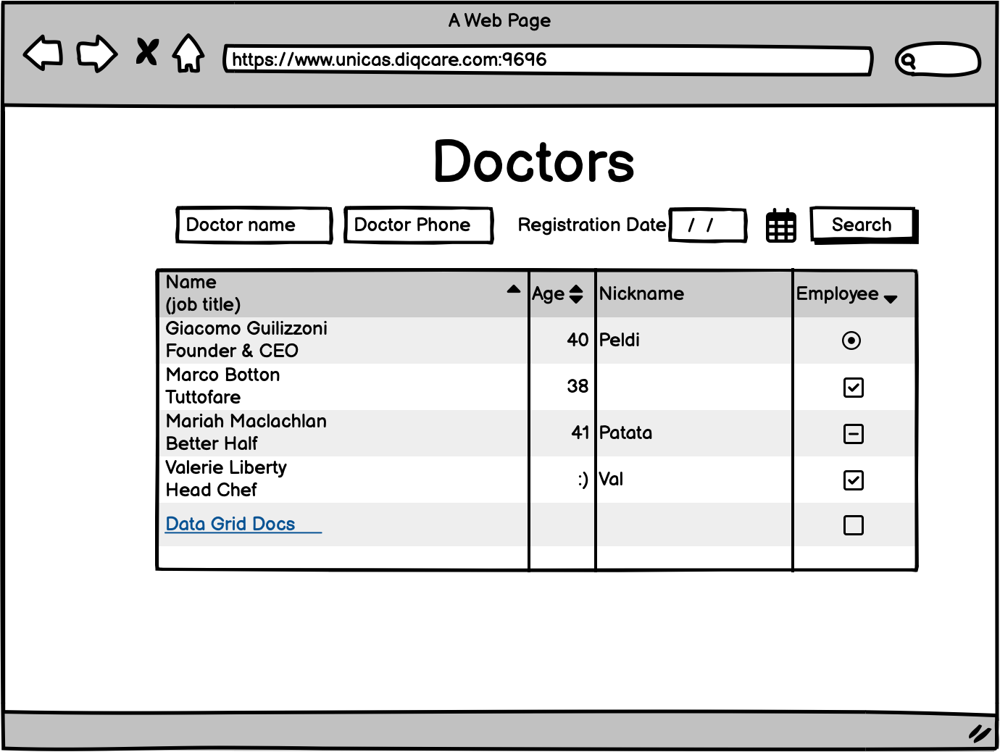 A Web Page
https://www.unicas.diqcare.com:9696
Doctors
Doctor name
Doctor Phone
Registration Date
/ /
Search
Name
(job title)
Age
Nickname
Employee
Giacomo Guilizzoni
Founder & CEO
40
Peldi
Marco Botton
Tuttofare
38
Mariah Maclachlan
Better Half
41
Patata
Valerie Liberty
Head Chef
:)
Val
Data Grid Docs